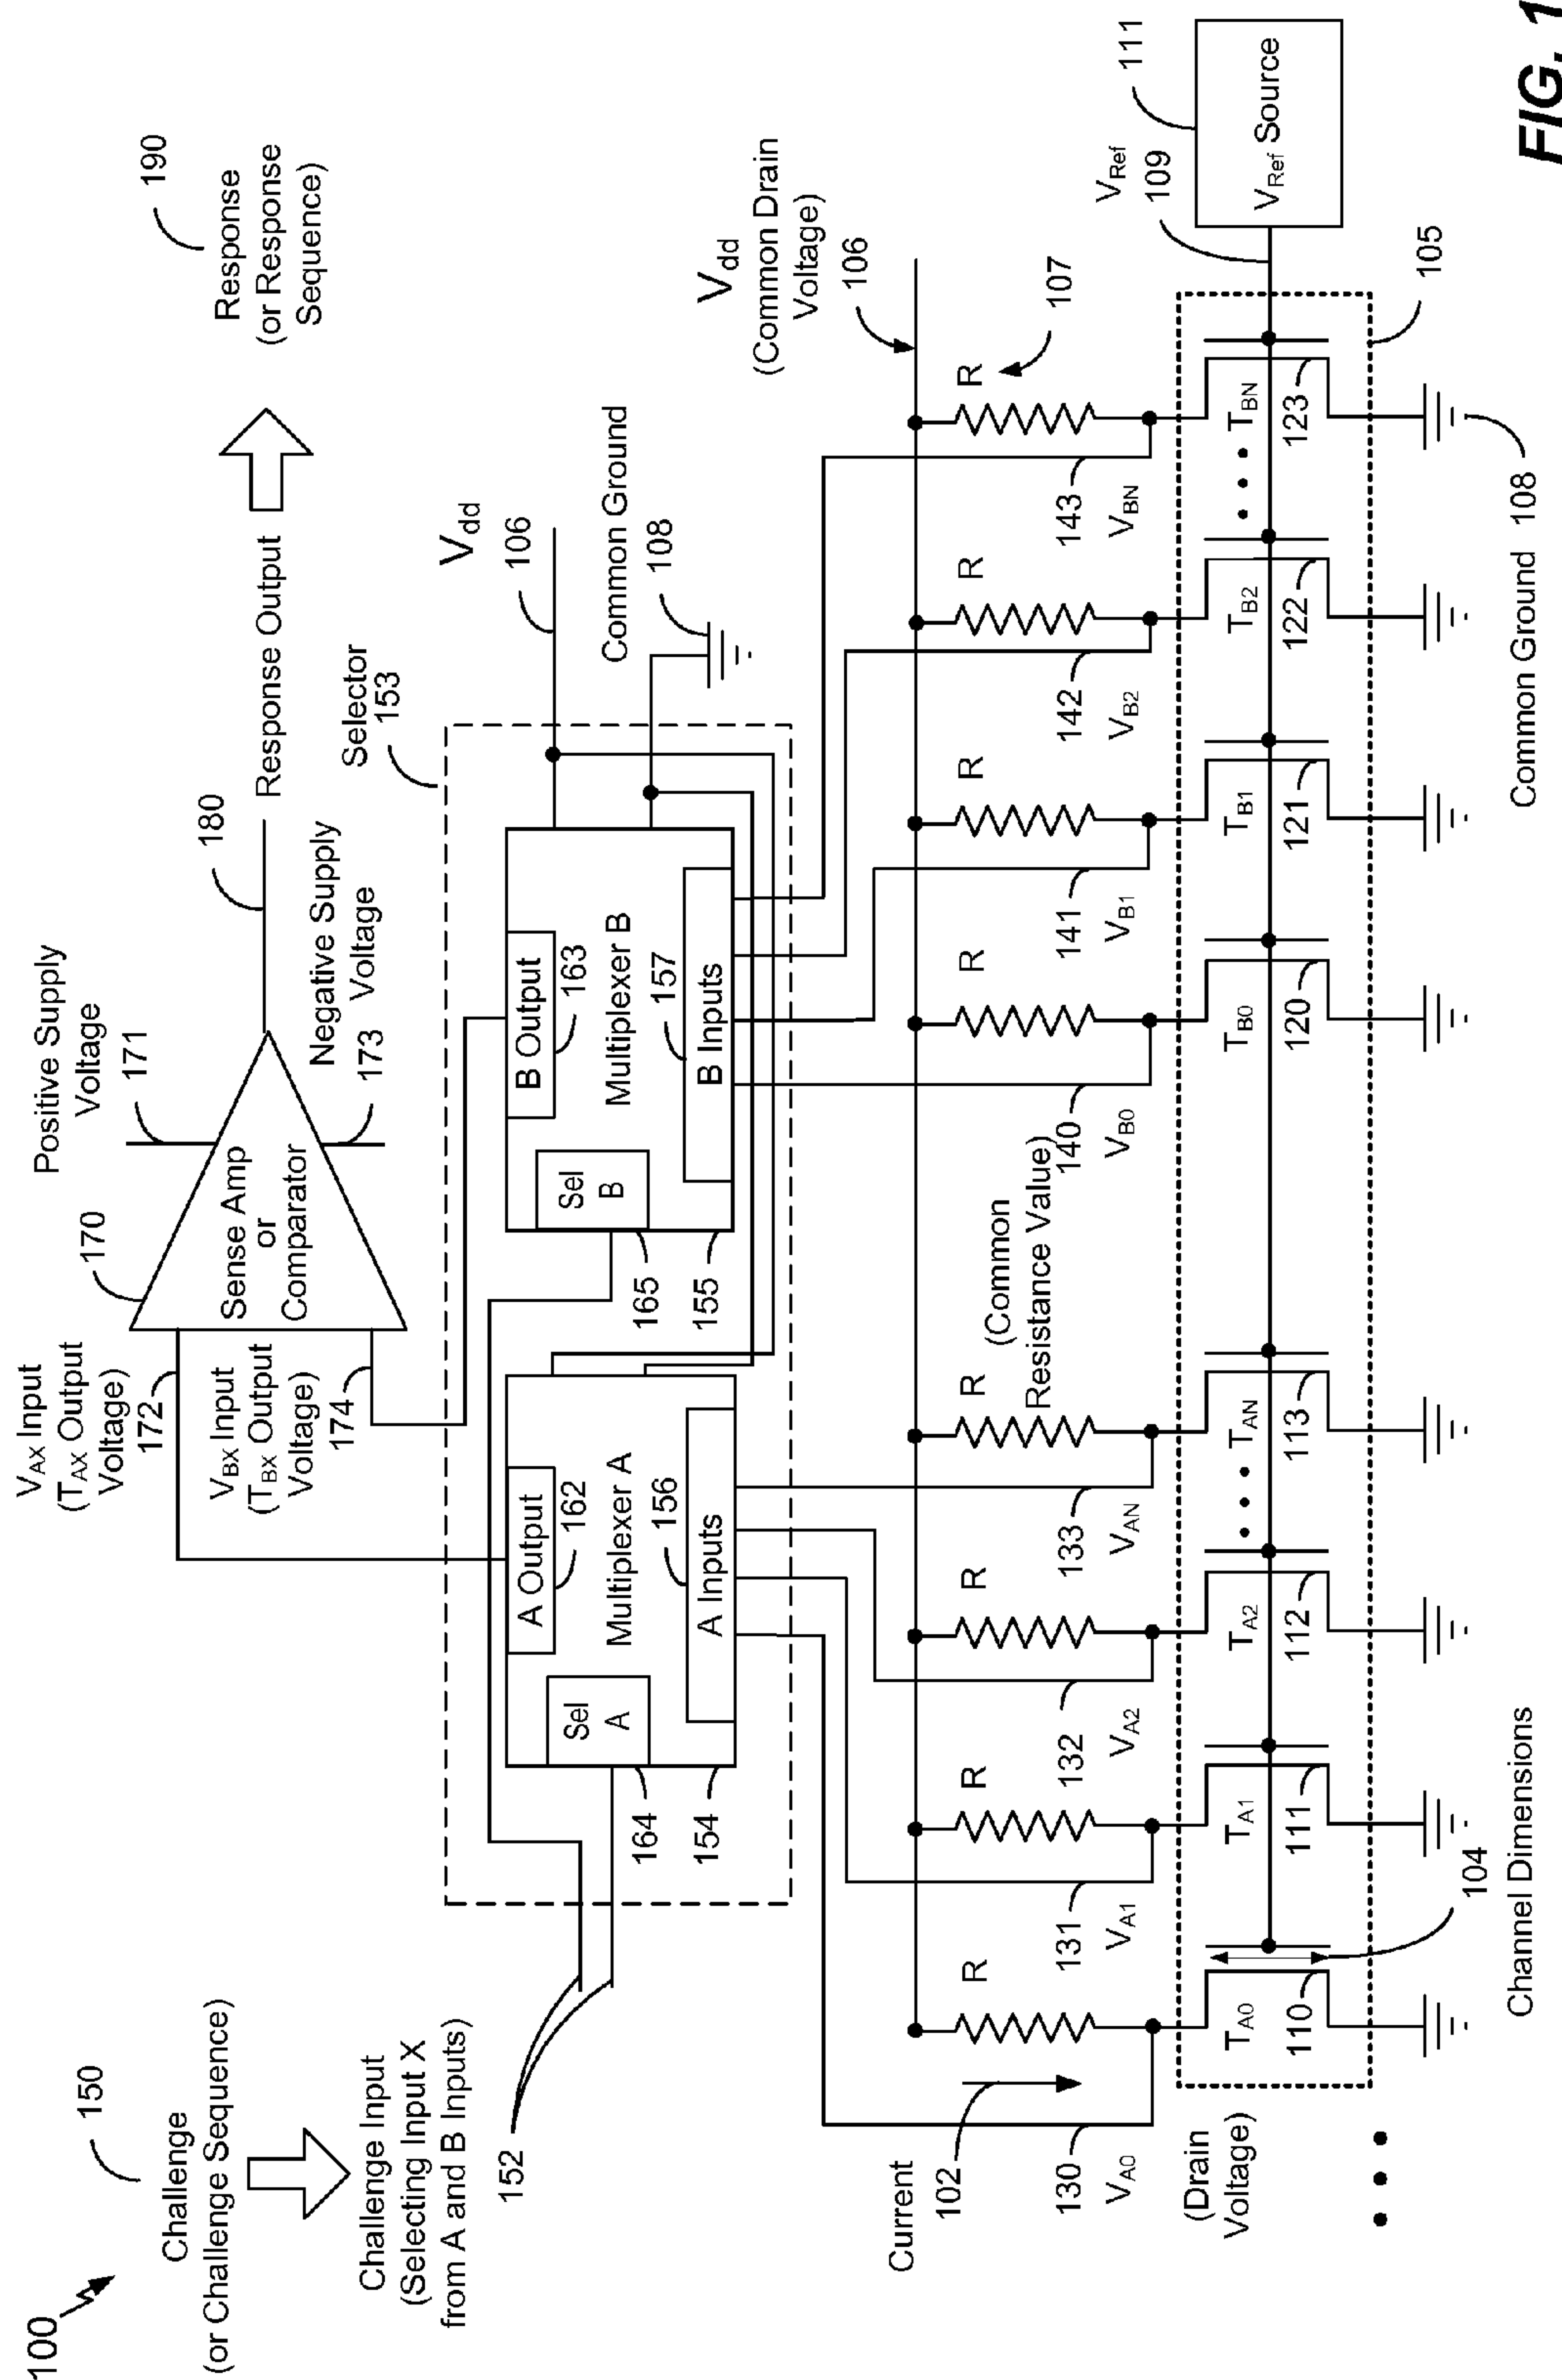 100
Challenge
(or Challenge Sequence)
150
Challenge Input
(Selecting Input X
from A and B Inputs)
152
V_AX Input
(T_AX Output
Voltage)
172
V_BX Input
(T_BX Output
Voltage)
174
170
Sense Amp
or
Comparator
Positive Supply
Voltage
171
Negative Supply
Voltage
173
180
Response Output
Response
(or Response
Sequence)
190
Selector
153
A Output
162
Multiplexer A
Sel
A
156
A Inputs
164
154
B Output
163
Multiplexer B
Sel
B
157
B Inputs
165
155
Vdd
106
Common Ground
108
Vdd
(Common Drain
Voltage)
106
Current
102
R
R
R
R
(Common
Resistance Value)
R
R
R
R
107
130
V_A0
131
V_A1
132
V_A2
133
V_AN
140
V_B0
141
V_B1
142
V_B2
143
V_BN
(Drain
Voltage)
T_A0
110
T_A1
111
T_A2
112
T_AN
113
T_B0
120
T_B1
121
T_B2
122
T_BN
123
V_Ref
109
V_Ref Source
111
105
104
Channel Dimensions
Common Ground 108
FIG. 1